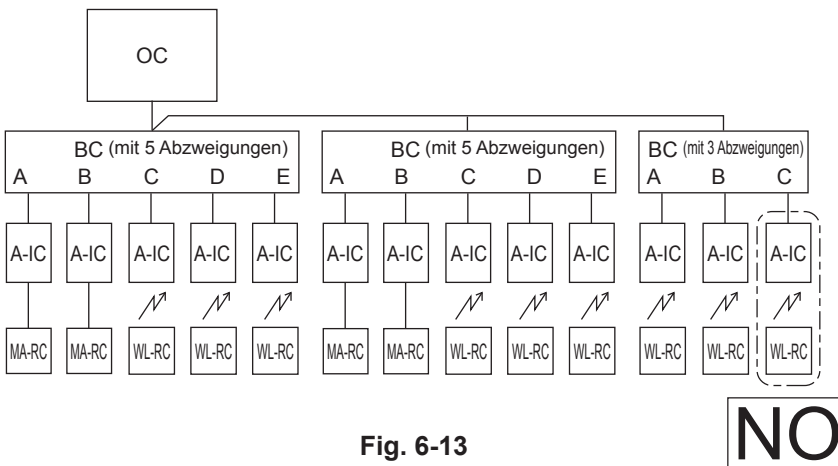 OC
BC (mit 5 Abzweigungen) BC (mit 5 Abzweigungen) BC (mit 3 Abzweigungen)
A B C D E A B C D E A B C
A-IC A-IC A-IC A-IC A-IC A-IC A-IC A-IC A-IC A-IC A-IC A-IC A-IC
MA-RC MA-RC WL-RC WL-RC WL-RC MA-RC MA-RC WL-RC WL-RC WL-RC WL-RC WL-RC WL-RC
Fig. 6-13
NO